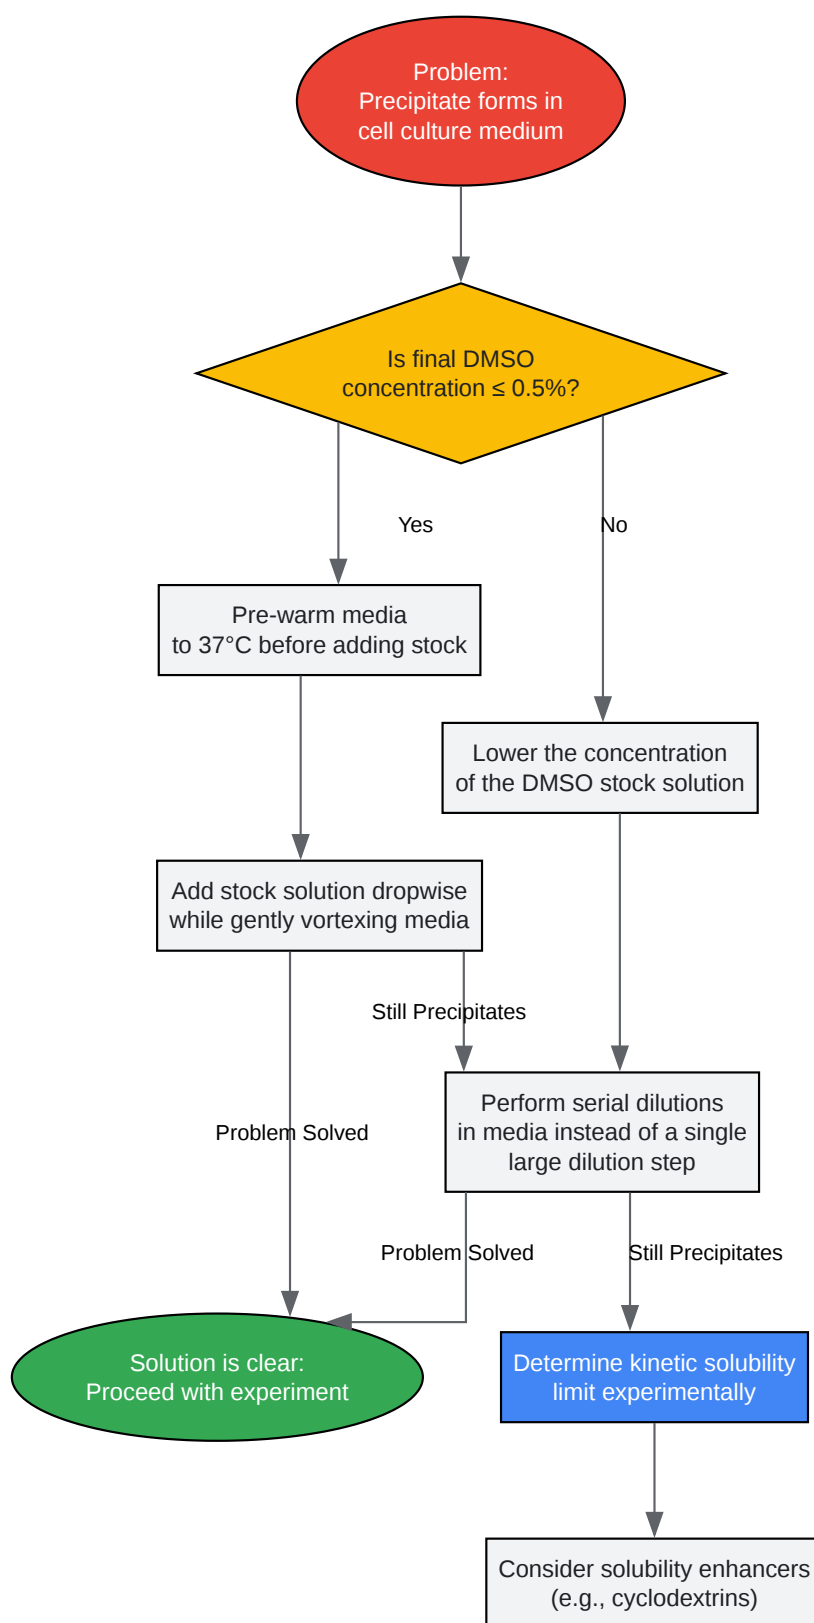 Problem:
Precipitate forms in
cell culture medium
Is final DMSO
concentration ≤ 0.5%?
Yes
No
Pre-warm media
to 37°C before adding stock
Lower the concentration
of the DMSO stock solution
Add stock solution dropwise
while gently vortexing media
Still Precipitates
Problem Solved
Perform serial dilutions
in media instead of a single
large dilution step
Problem Solved
Still Precipitates
Solution is clear:
Proceed with experiment
Determine kinetic solubility
limit experimentally
Consider solubility enhancers
(e.g., cyclodextrins)